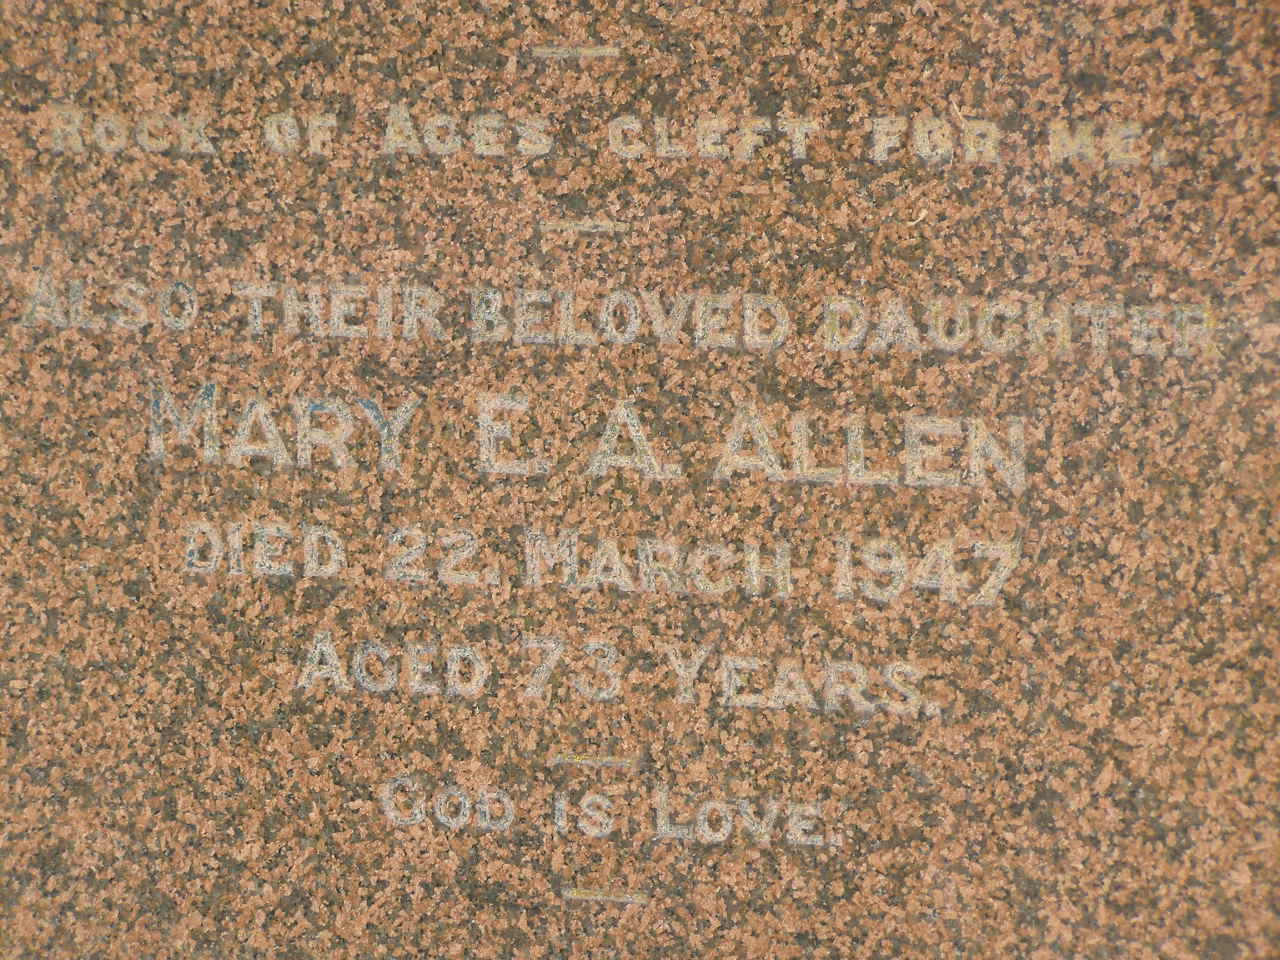 Rock of Ages cleft for me.
Also their beloved daughter
Mary E. A. Allen
Died 22, March 1947
Aged 73 Years.
God is Love.